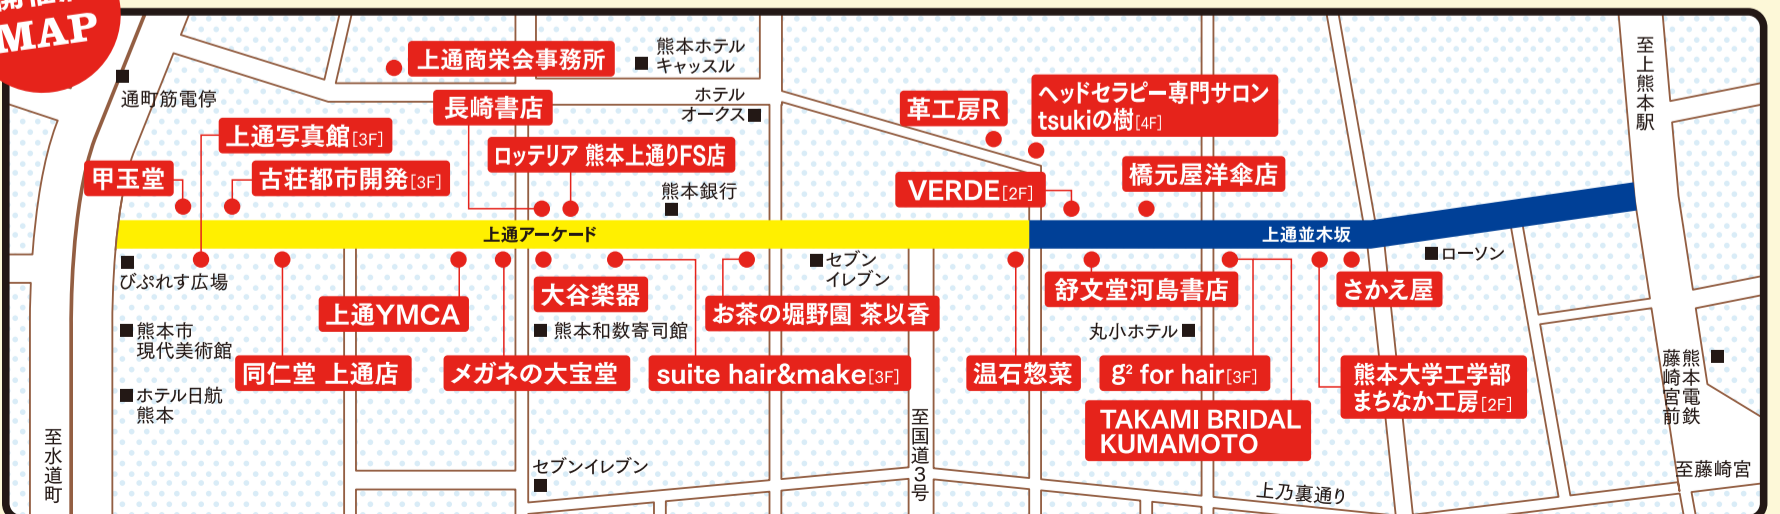 MAP
通町筋電停
上通商栄会事務所
熊本ホテル
キャッスル
長崎書店
ホテル
オークス
上通写真館[3F]
ロッテリア 熊本上通りFS店
甲玉堂
古荘都市開発[3F]
熊本銀行
革工房R
ヘッドセラピー専門サロン
tsukiの樹[4F]
VERDE[2F]
橋元屋洋傘店
至上熊本駅
上通アーケード
上通並木坂
びぷれす広場
熊本市
現代美術館
ホテル日航
熊本
至水道町
同仁堂 上通店
上通YMCA
メガネの大宝堂
大谷楽器
熊本和数寄司館
suite hair&make[3F]
お茶の堀野園 茶以香
セブン
イレブン
セブンイレブン
至国道3号
温石惣菜
舒文堂河島書店
丸小ホテル
g² for hair[3F]
TAKAMI BRIDAL
KUMAMOTO
さかえ屋
ローソン
熊本大学工学部
まちなか工房[2F]
上乃裏通り
熊本電鉄
藤崎宮前
至藤崎宮